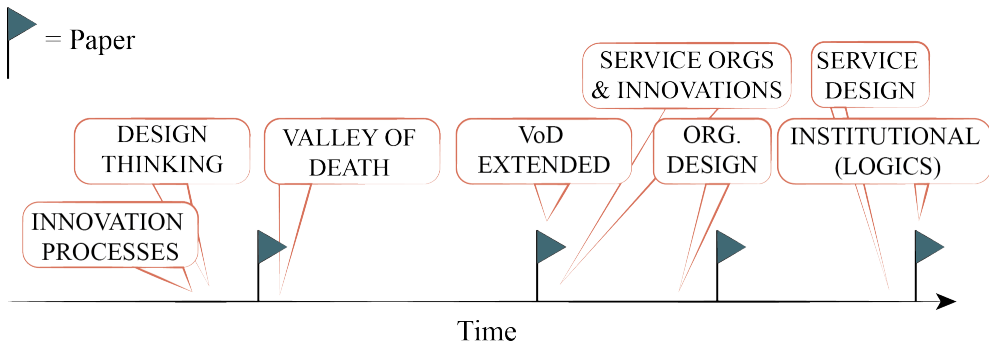 = Paper
SERVICE ORGS
& INNOVATIONS
SERVICE
DESIGN
DESIGN
THINKING
VALLEY OF
DEATH
VoD
EXTENDED
ORG.
DESIGN
INSTITUTIONAL
(LOGICS)
INNOVATION
PROCESSES
Time